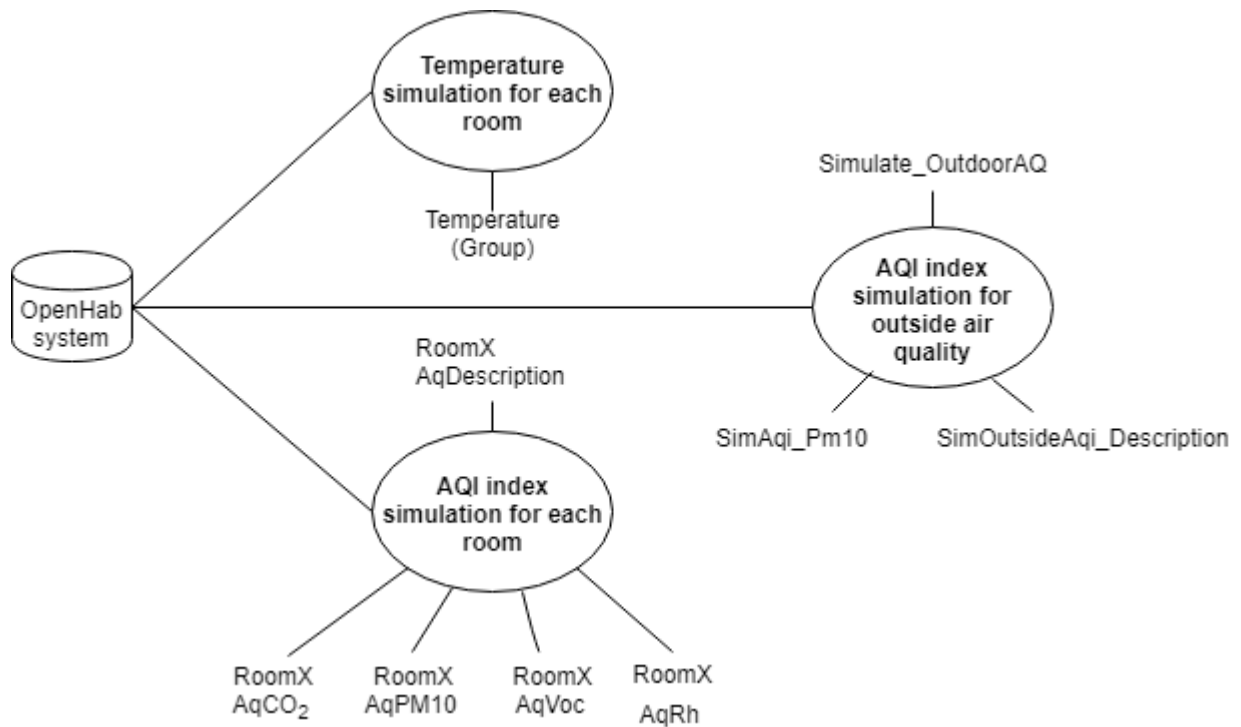 Temperature
simulation for each
room
Simulate_OutdoorAQ
Temperature
(Group)
AQI index
simulation for
outside air
quality
OpenHab
system
RoomX
AqDescription
SimAqi_Pm10
SimOutsideAqi_Description
AQI index
simulation for each
room
RoomX
AqCO₂
RoomX
AqPM10
RoomX
AqVoc
RoomX
AqRh